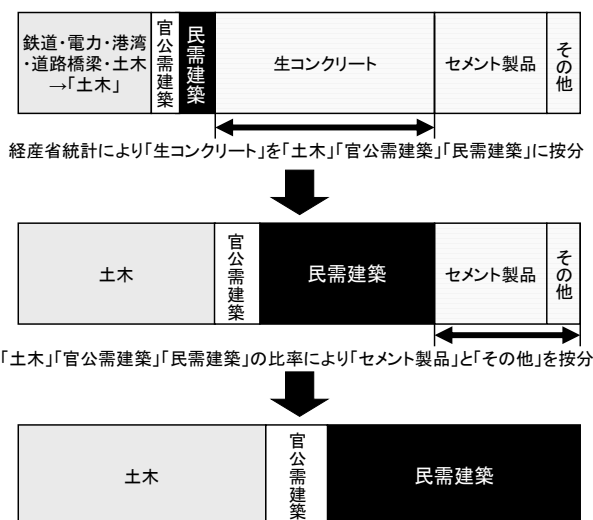 鉄道・電力・港湾
・道路橋梁・土木
→「土木」
官公需建築
民需建築
生コンクリート
セメント製品
その他
経産省統計により「生コンクリート」を「土木」「官公需建築」「民需建築」に按分
土木
官公需建築
民需建築
セメント製品
その他
「土木」「官公需建築」「民需建築」の比率により「セメント製品」と「その他」を按分
土木
官公需建築
民需建築